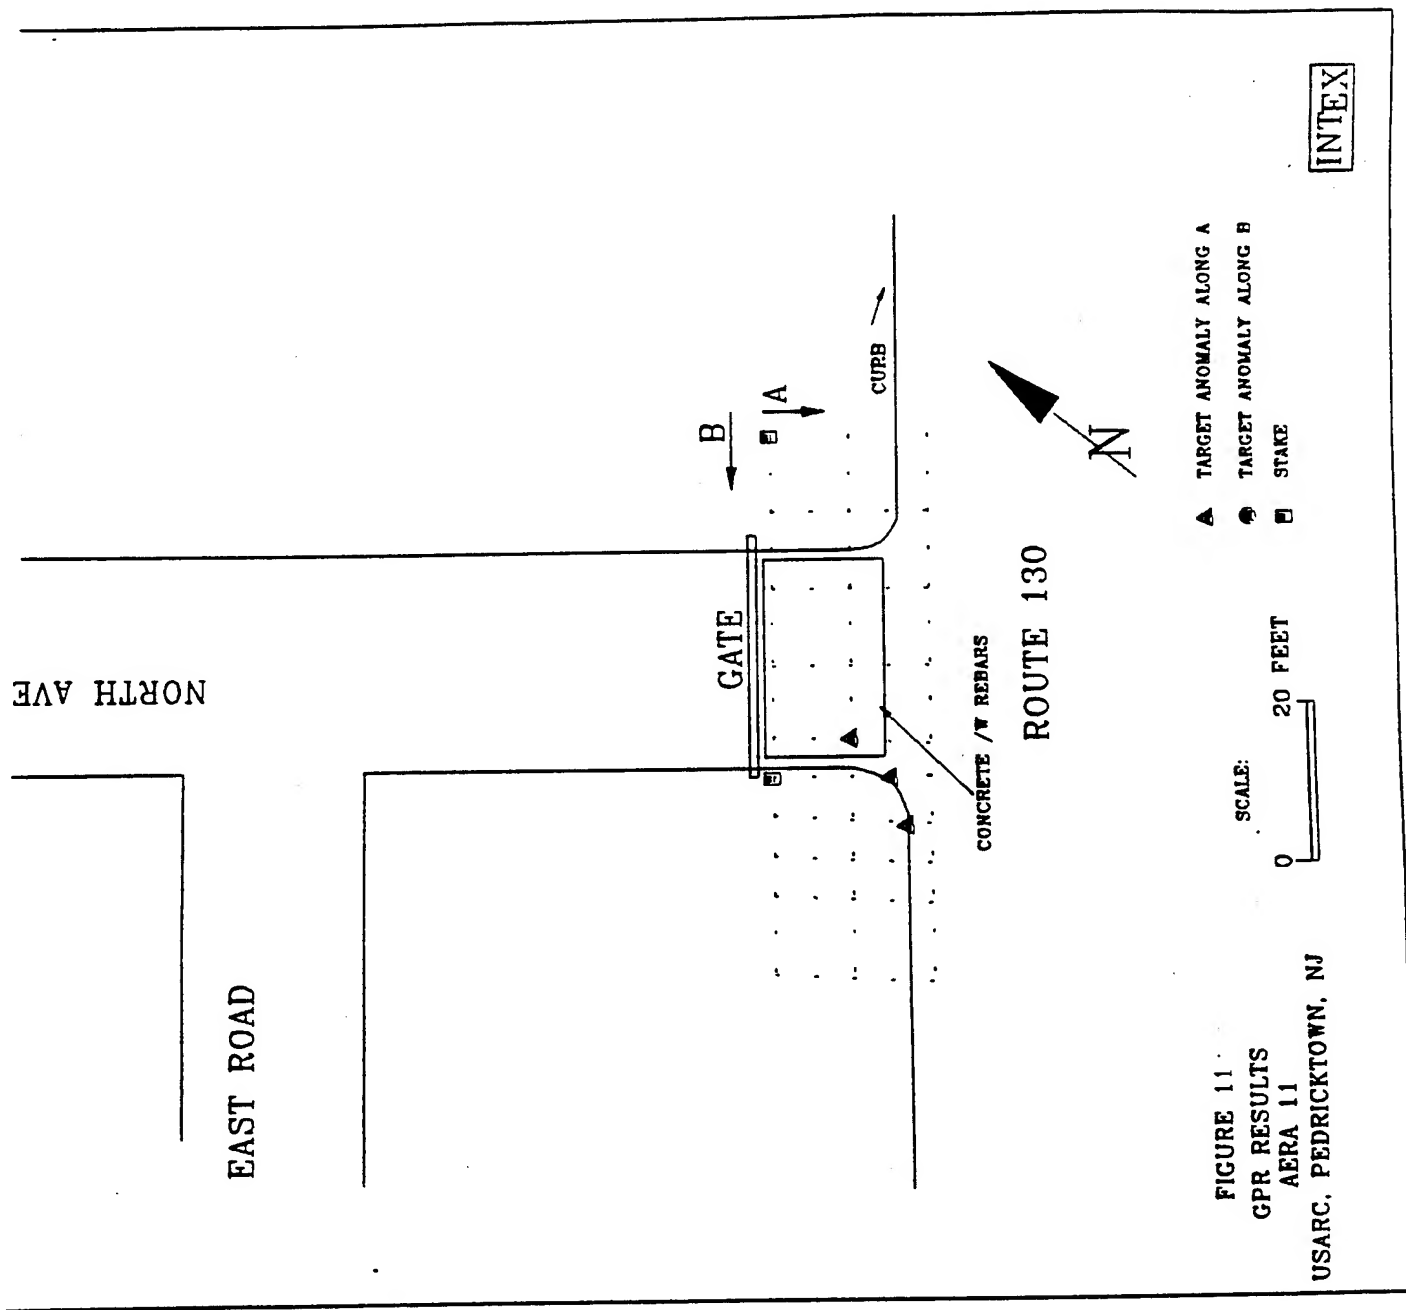 NORTH AVE
EAST ROAD
GATE
B
A
CURB
CONCRETE /W REBARS
ROUTE 130
N
TARGET ANOMALY ALONG A
TARGET ANOMALY ALONG B
STAKE
SCALE:
0 20 FEET
FIGURE 11
GPR RESULTS
AERA 11
USARC, PEDRICKTOWN, NJ
INTEX